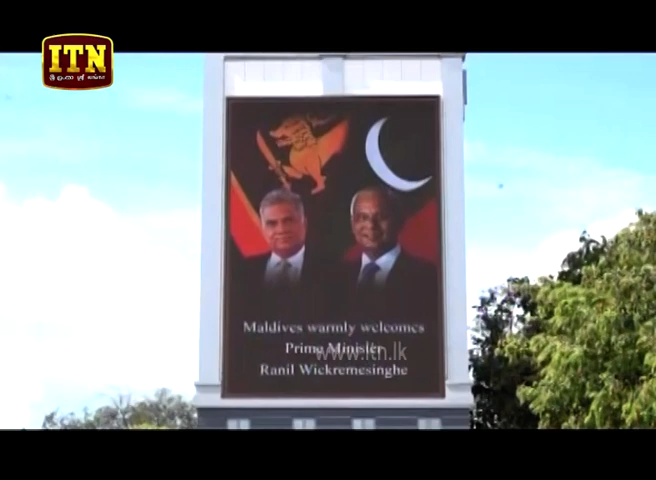 ITN
Maldives warmly welcomes
Prime Minister
www.itn.lk
Ranil Wickremesinghe